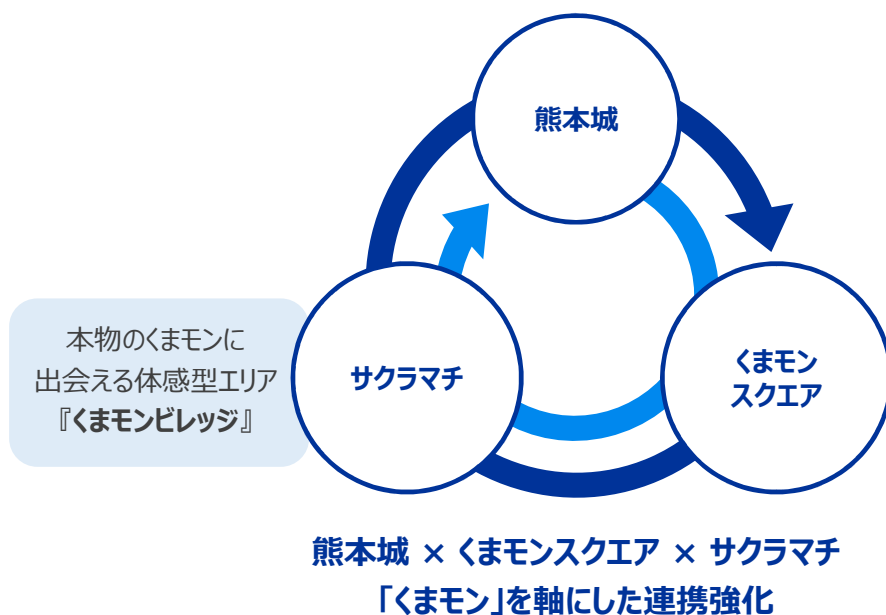 熊本城
本物のくまモンに
出会える体感型エリア
『くまモンビレッジ』
サクラマチ
くまモン
スクエア
熊本城 × くまモンスクエア × サクラマチ
「くまモン」を軸にした連携強化